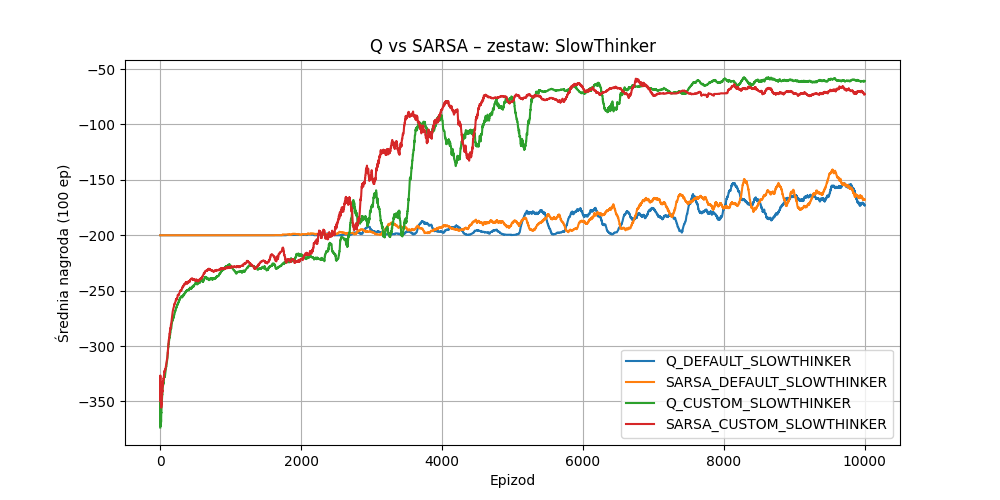 Q vs SARSA – zestaw: SlowThinker
Średnia nagroda (100 ep)
−50
−100
−150
−200
−250
−300
−350
0
2000
4000
6000
8000
10000
Epizod
Q_DEFAULT_SLOWTHINKER
SARSA_DEFAULT_SLOWTHINKER
Q_CUSTOM_SLOWTHINKER
SARSA_CUSTOM_SLOWTHINKER